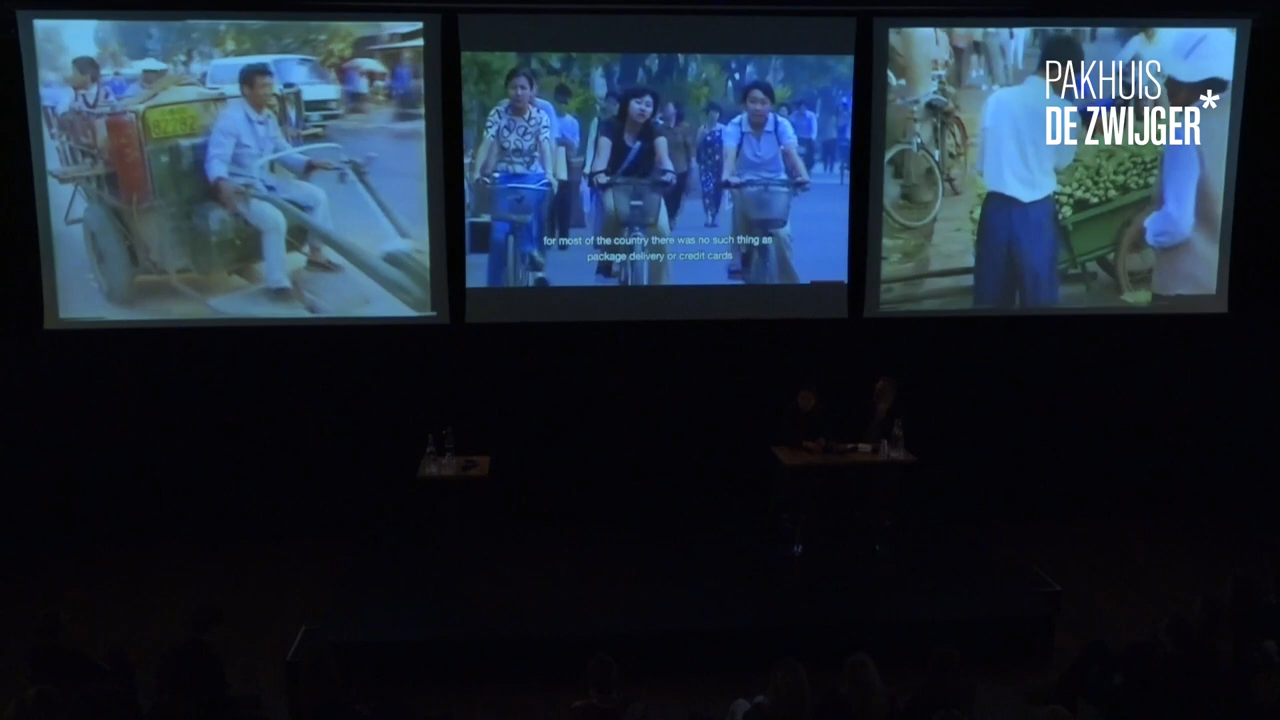 PAKHUIS
DE ZWIJGER*
for most of the country there was no such thing as
package delivery or credit cards